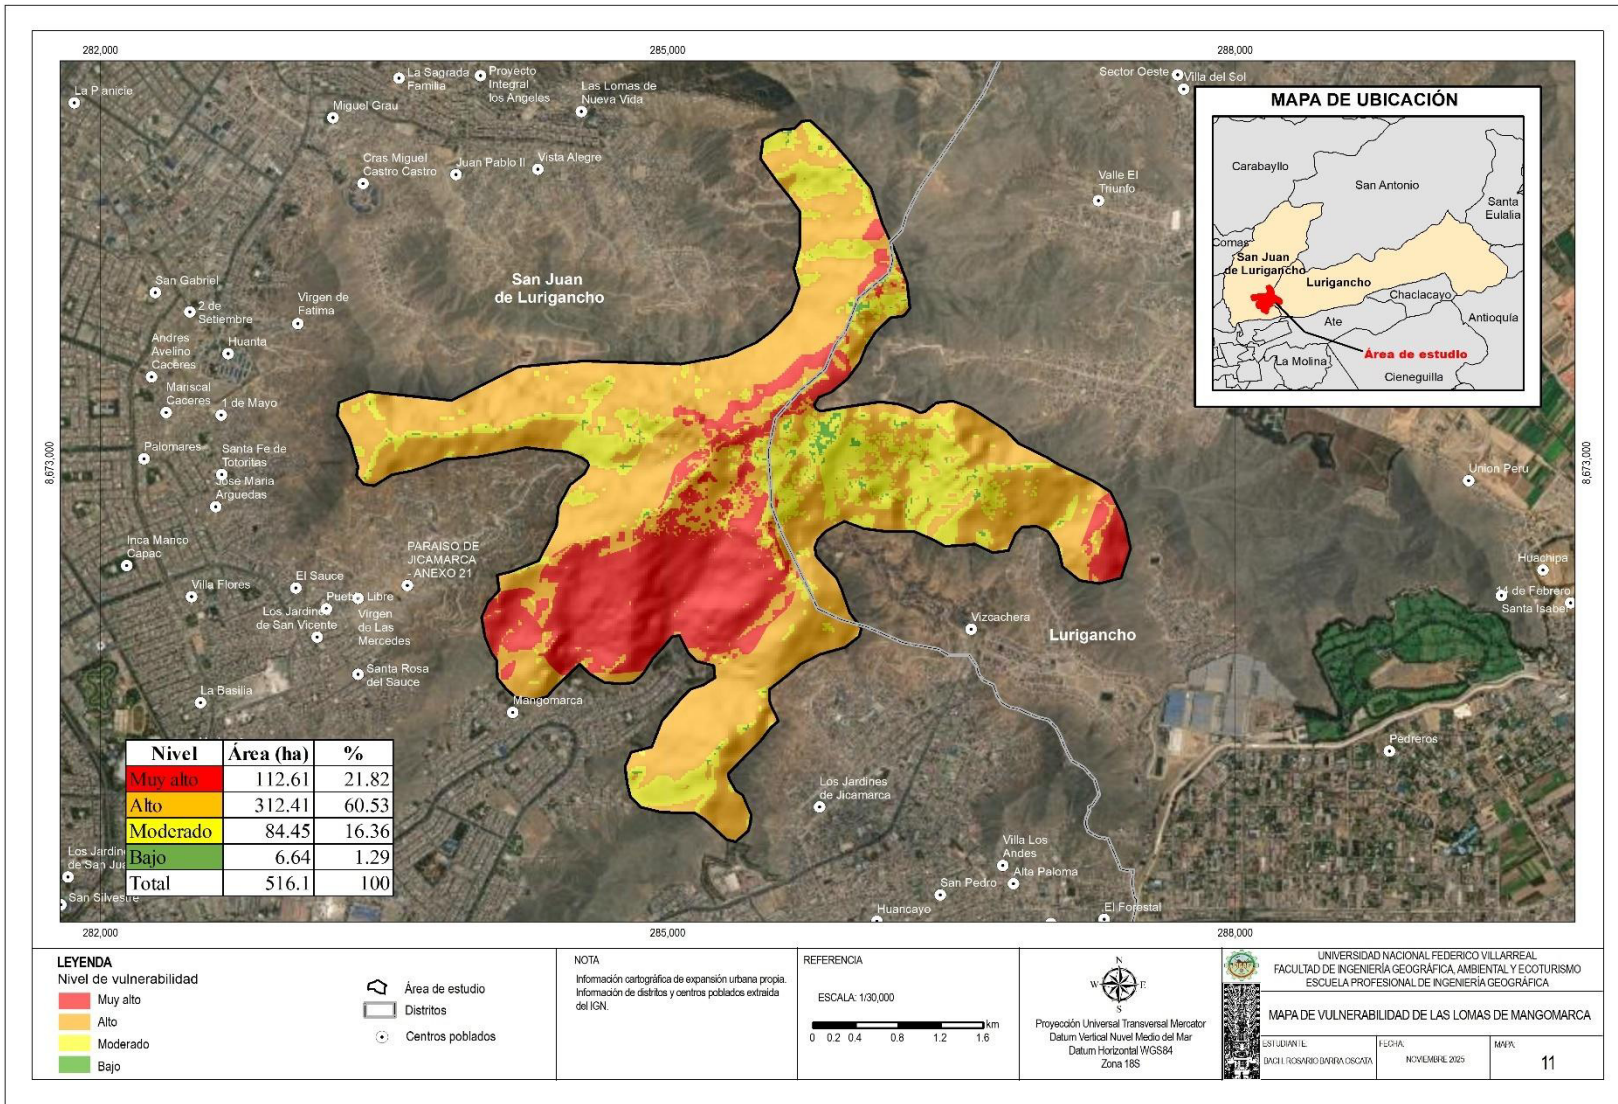 282,000
285,000
288,000
8,673,000
8,673,000
La Planicie
La Sagrada
Familia
Proyecto
Integral
los Angeles
Las Lomas de
Nueva Vida
Miguel Grau
Cras Miguel
Castro Castro
Juan Pablo II
Vista Alegre
Sector Oeste
Villa del Sol
Valle El
Triunfo
San Gabriel
2 de
Setiembre
Virgen de
Fatima
Andres
Avelino
Caceres
Huanta
Mariscal
Caceres
1 de Mayo
Palomares
Santa Fe de
Totoritas
Jose Maria
Arguedas
Inca Manco
Capac
Villa Flores
El Sauce
Pueblo Libre
Los Jardines
de San Vicente
Virgen
de Las
Mercedes
PARAISO DE
JICAMARCA
- ANEXO 21
Santa Rosa
del Sauce
La Basilia
Mangomarca
San Juan
de Lurigancho
Lurigancho
Vizcachera
Union Peru
Huachipa
Santa Isabel
Pedreros
Los Jardines
de Jicamarca
Villa Los
Andes
Alta Paloma
San Pedro
Huancayo
El Forestal
San Silvestre
MAPA DE UBICACIÓN
Carabayllo
San Antonio
Santa
Eulalia
Comas
San Juan
de Lurigancho
Lurigancho
Chaclacayo
Ate
Antioquía
La Molina
Cieneguilla
Área de estudio
Nivel Área (ha) %
Muy alto 112.61 21.82
Alto 312.41 60.53
Moderado 84.45 16.36
Bajo 6.64 1.29
Total 516.1 100
282,000
285,000
288,000
LEYENDA
Nivel de vulnerabilidad
Muy alto
Alto
Moderado
Bajo
Área de estudio
Distritos
Centros poblados
NOTA
Información cartográfica de expansión urbana propia.
Información de distritos y centros poblados extraida
del IGN.
REFERENCIA
ESCALA: 1/30,000
0 0.2 0.4 0.8 1.2 1.6 km
N
W E
S
Proyección Universal Transversal Mercator
Datum Vertical Nuvel Medio del Mar
Datum Horizontal WGS84
Zona 18S
UNIVERSIDAD NACIONAL FEDERICO VILLARREAL
FACULTAD DE INGENIERÍA GEOGRÁFICA, AMBIENTAL Y ECOTURISMO
ESCUELA PROFESIONAL DE INGENIERÍA GEOGRÁFICA
MAPA DE VULNERABILIDAD DE LAS LOMAS DE MANGOMARCA
ESTUDIANTE:
BACH. ROSARIO BARRA OSCATA
FECHA:
NOVIEMBRE 2025
MAPA:
11